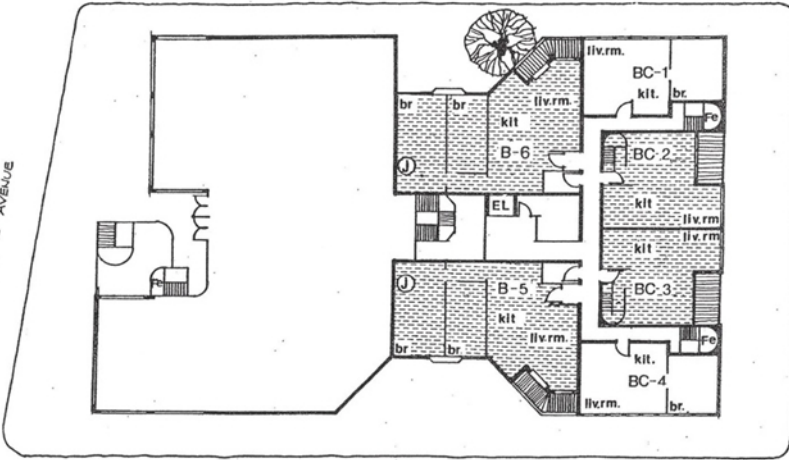 AVENUE
liv.rm.
BC-1
kit.
br.
Fe
br
br
liv.rm.
kit
B-6
J
BC-2
kit
liv.rm
EL
liv.rm
kit
BC-3
J
B-5
kit
liv.rm.
br
br
Fe
kit.
BC-4
liv.rm.
br.